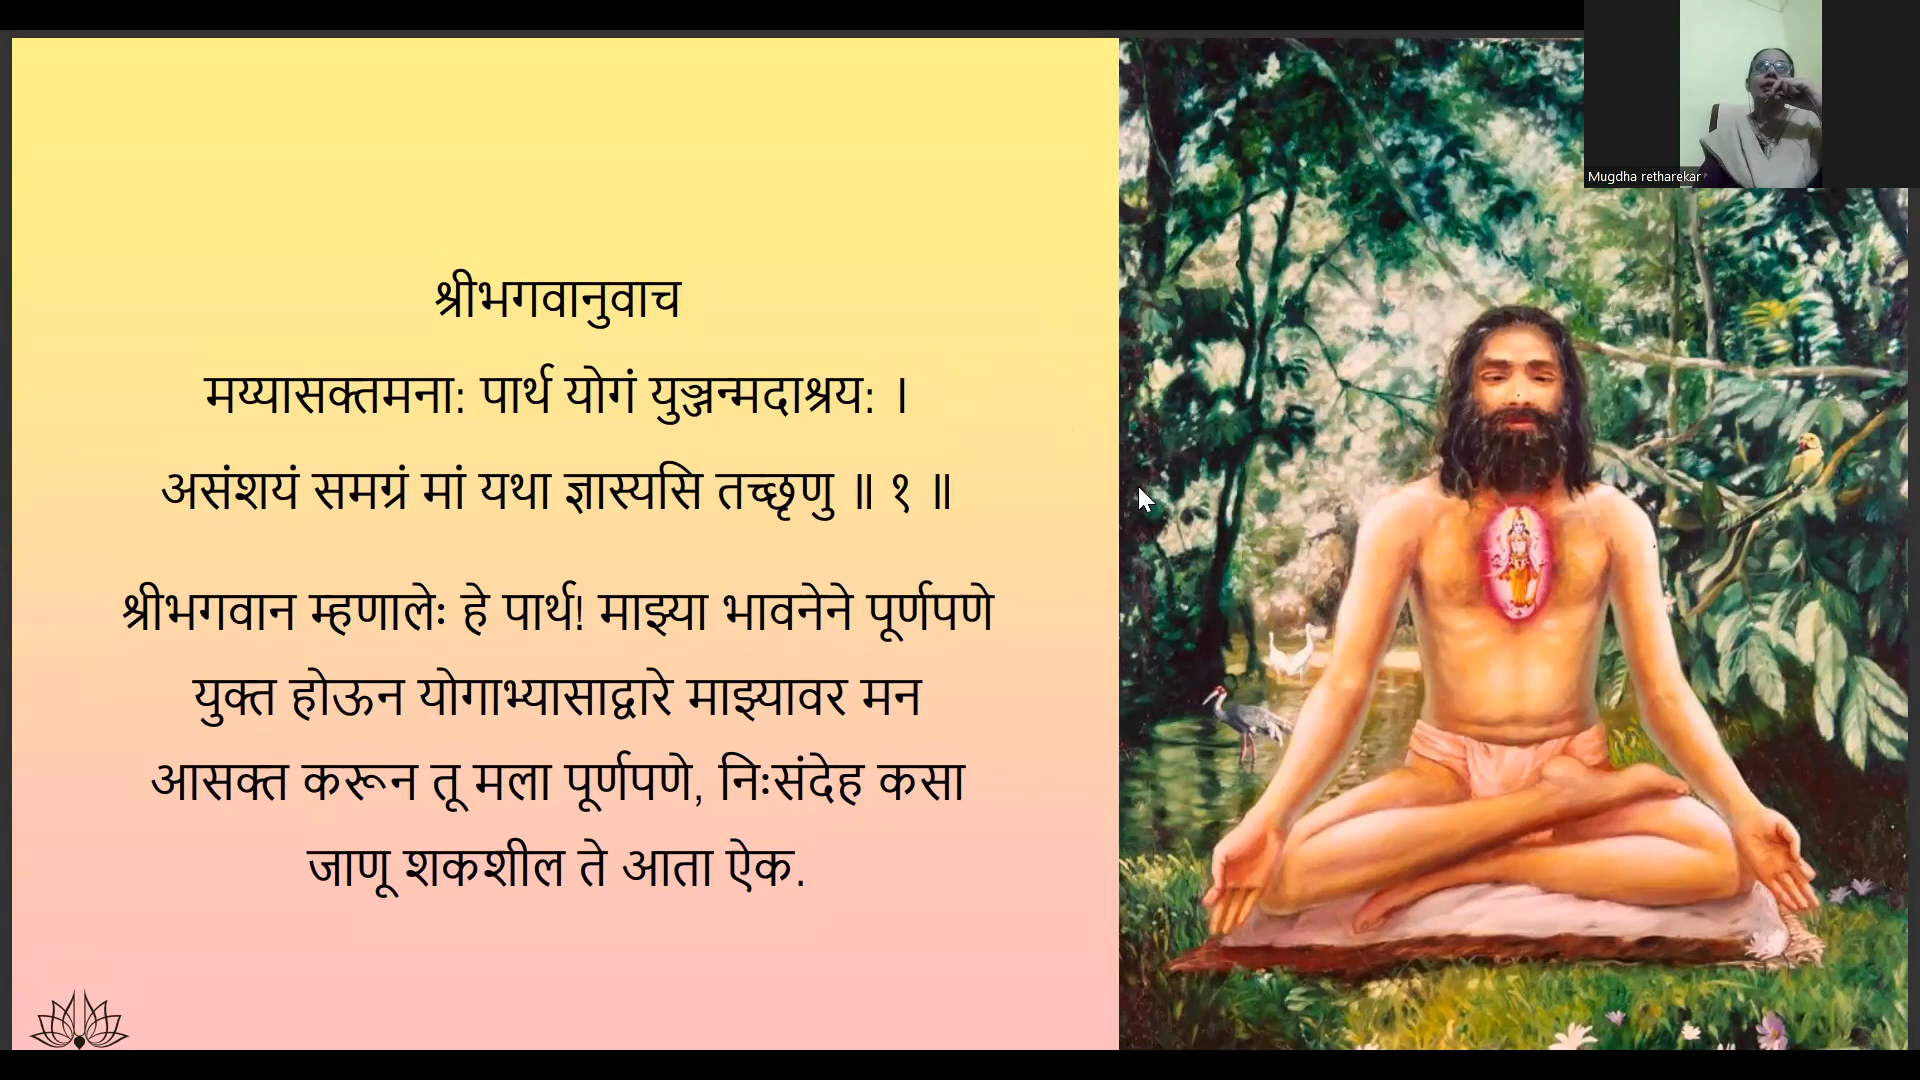 श्रीभगवानुवाच
मय्यासक्तमनाः पार्थ योगं युञ्जन्मदाश्रयः ।
असंशयं समग्रं मां यथा ज्ञास्यसि तच्छृणु ॥ १ ॥
श्रीभगवान म्हणालेः हे पार्थ! माझ्या भावनेने पूर्णपणे
युक्त होऊन योगाभ्यासाद्वारे माझ्यावर मन
आसक्त करून तू मला पूर्णपणे, निःसंदेह कसा
जाणू शकशील ते आता ऐक.
Mugdha retharekar